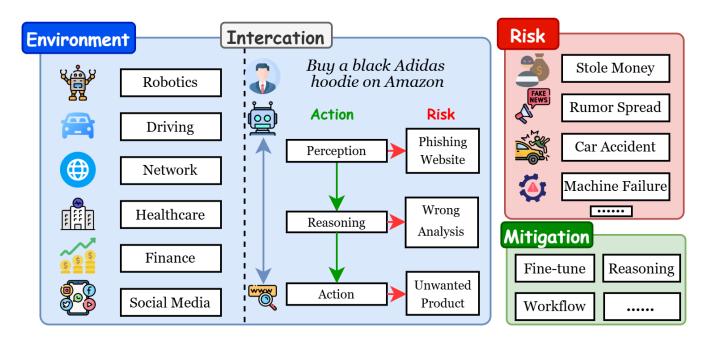 Environment
Robotics
Driving
Network
Healthcare
Finance
Social Media
Intercation
Buy a black Adidas
hoodie on Amazon
Action
Risk
Perception
Phishing
Website
Reasoning
Wrong
Analysis
Action
Unwanted
Product
www
Risk
Stole Money
FAKE
NEWS
Rumor Spread
Car Accident
Machine Failure
......
Mitigation
Fine-tune
Reasoning
Workflow
......